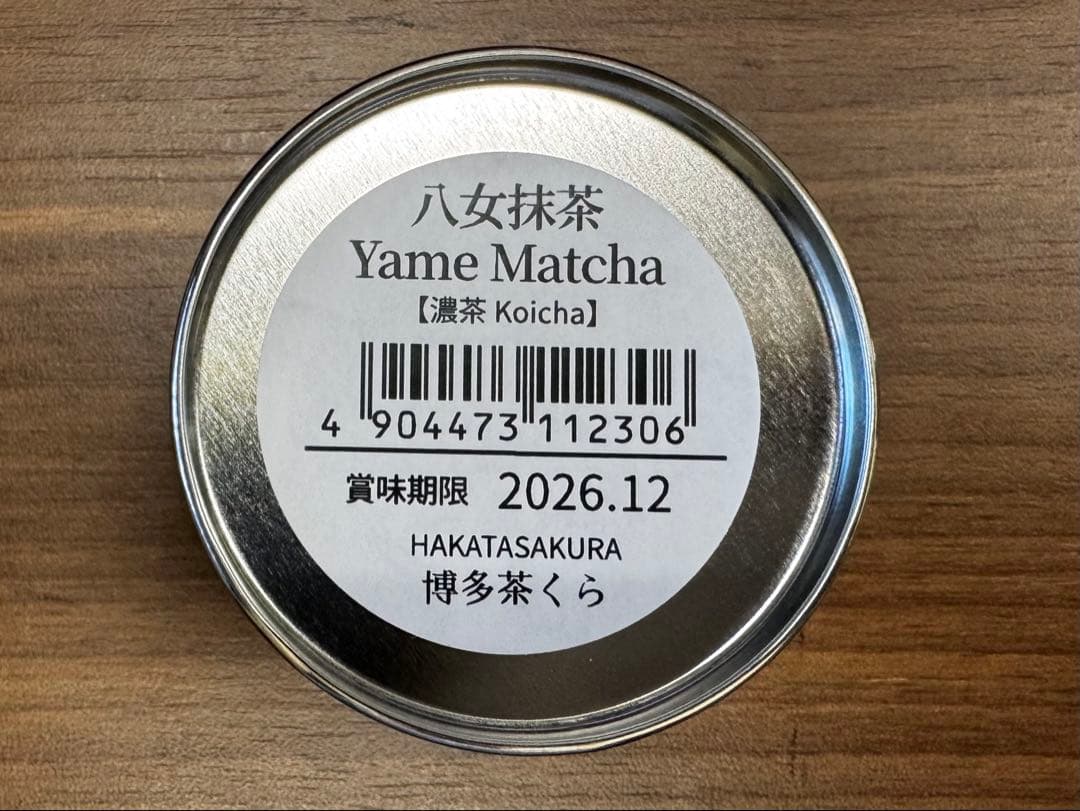 八女抹茶
Yame Matcha
【濃茶 Koicha】
4 904473 112306
賞味期限 2026.12
HAKATASAKURA
博多茶くら